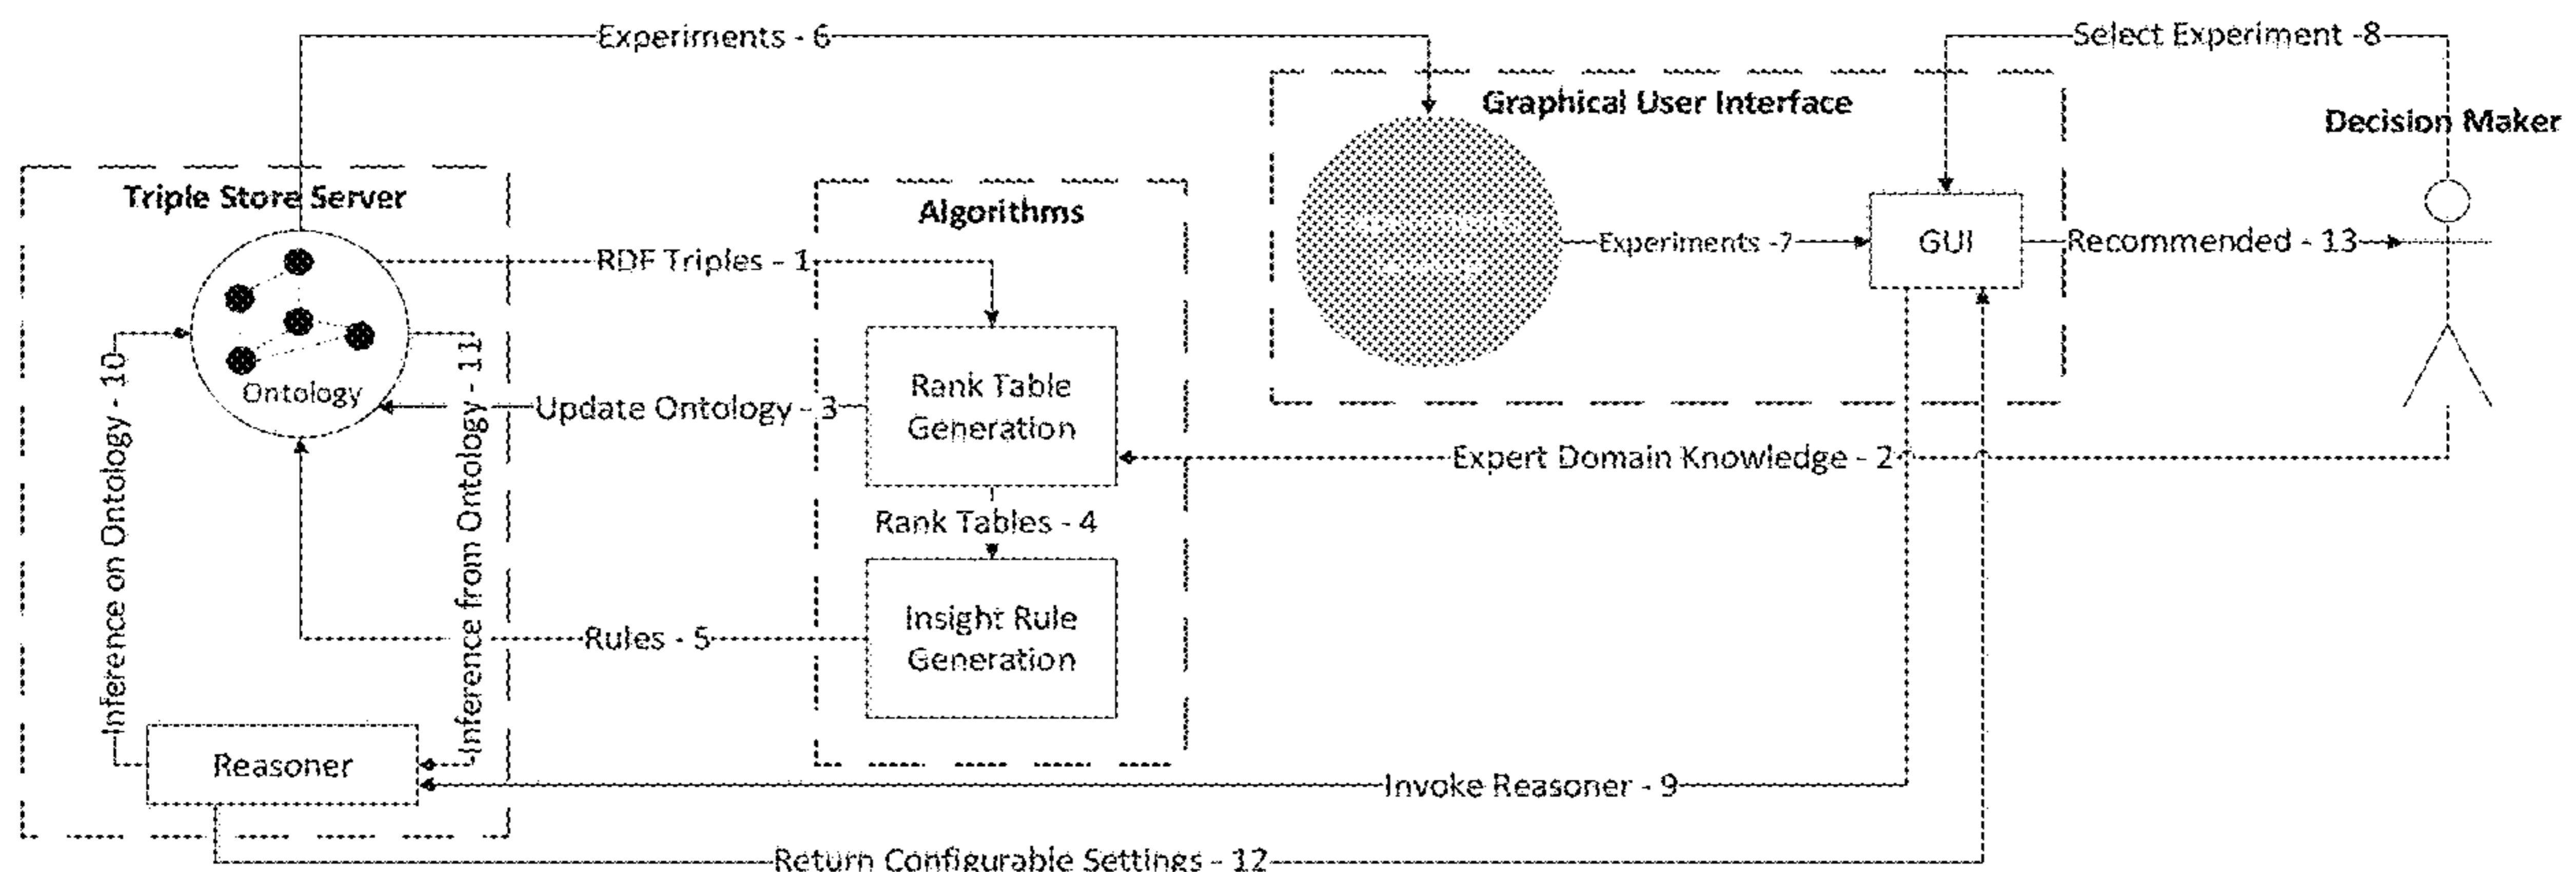 Experiments - 6
Select Experiment -8
Graphical User Interface
Decision Maker
Triple Store Server
Algorithms
RDF Triples - 1
Experiments -7
GUI
Recommended - 13
Ontology
Inference on Ontology - 10
Inference from Ontology - 11
Update Ontology - 3
Rank Table
Generation
Expert Domain Knowledge - 2
Rank Tables - 4
Insight Rule
Generation
Rules - 5
Reasoner
Invoke Reasoner - 9
Return Configurable Settings - 12